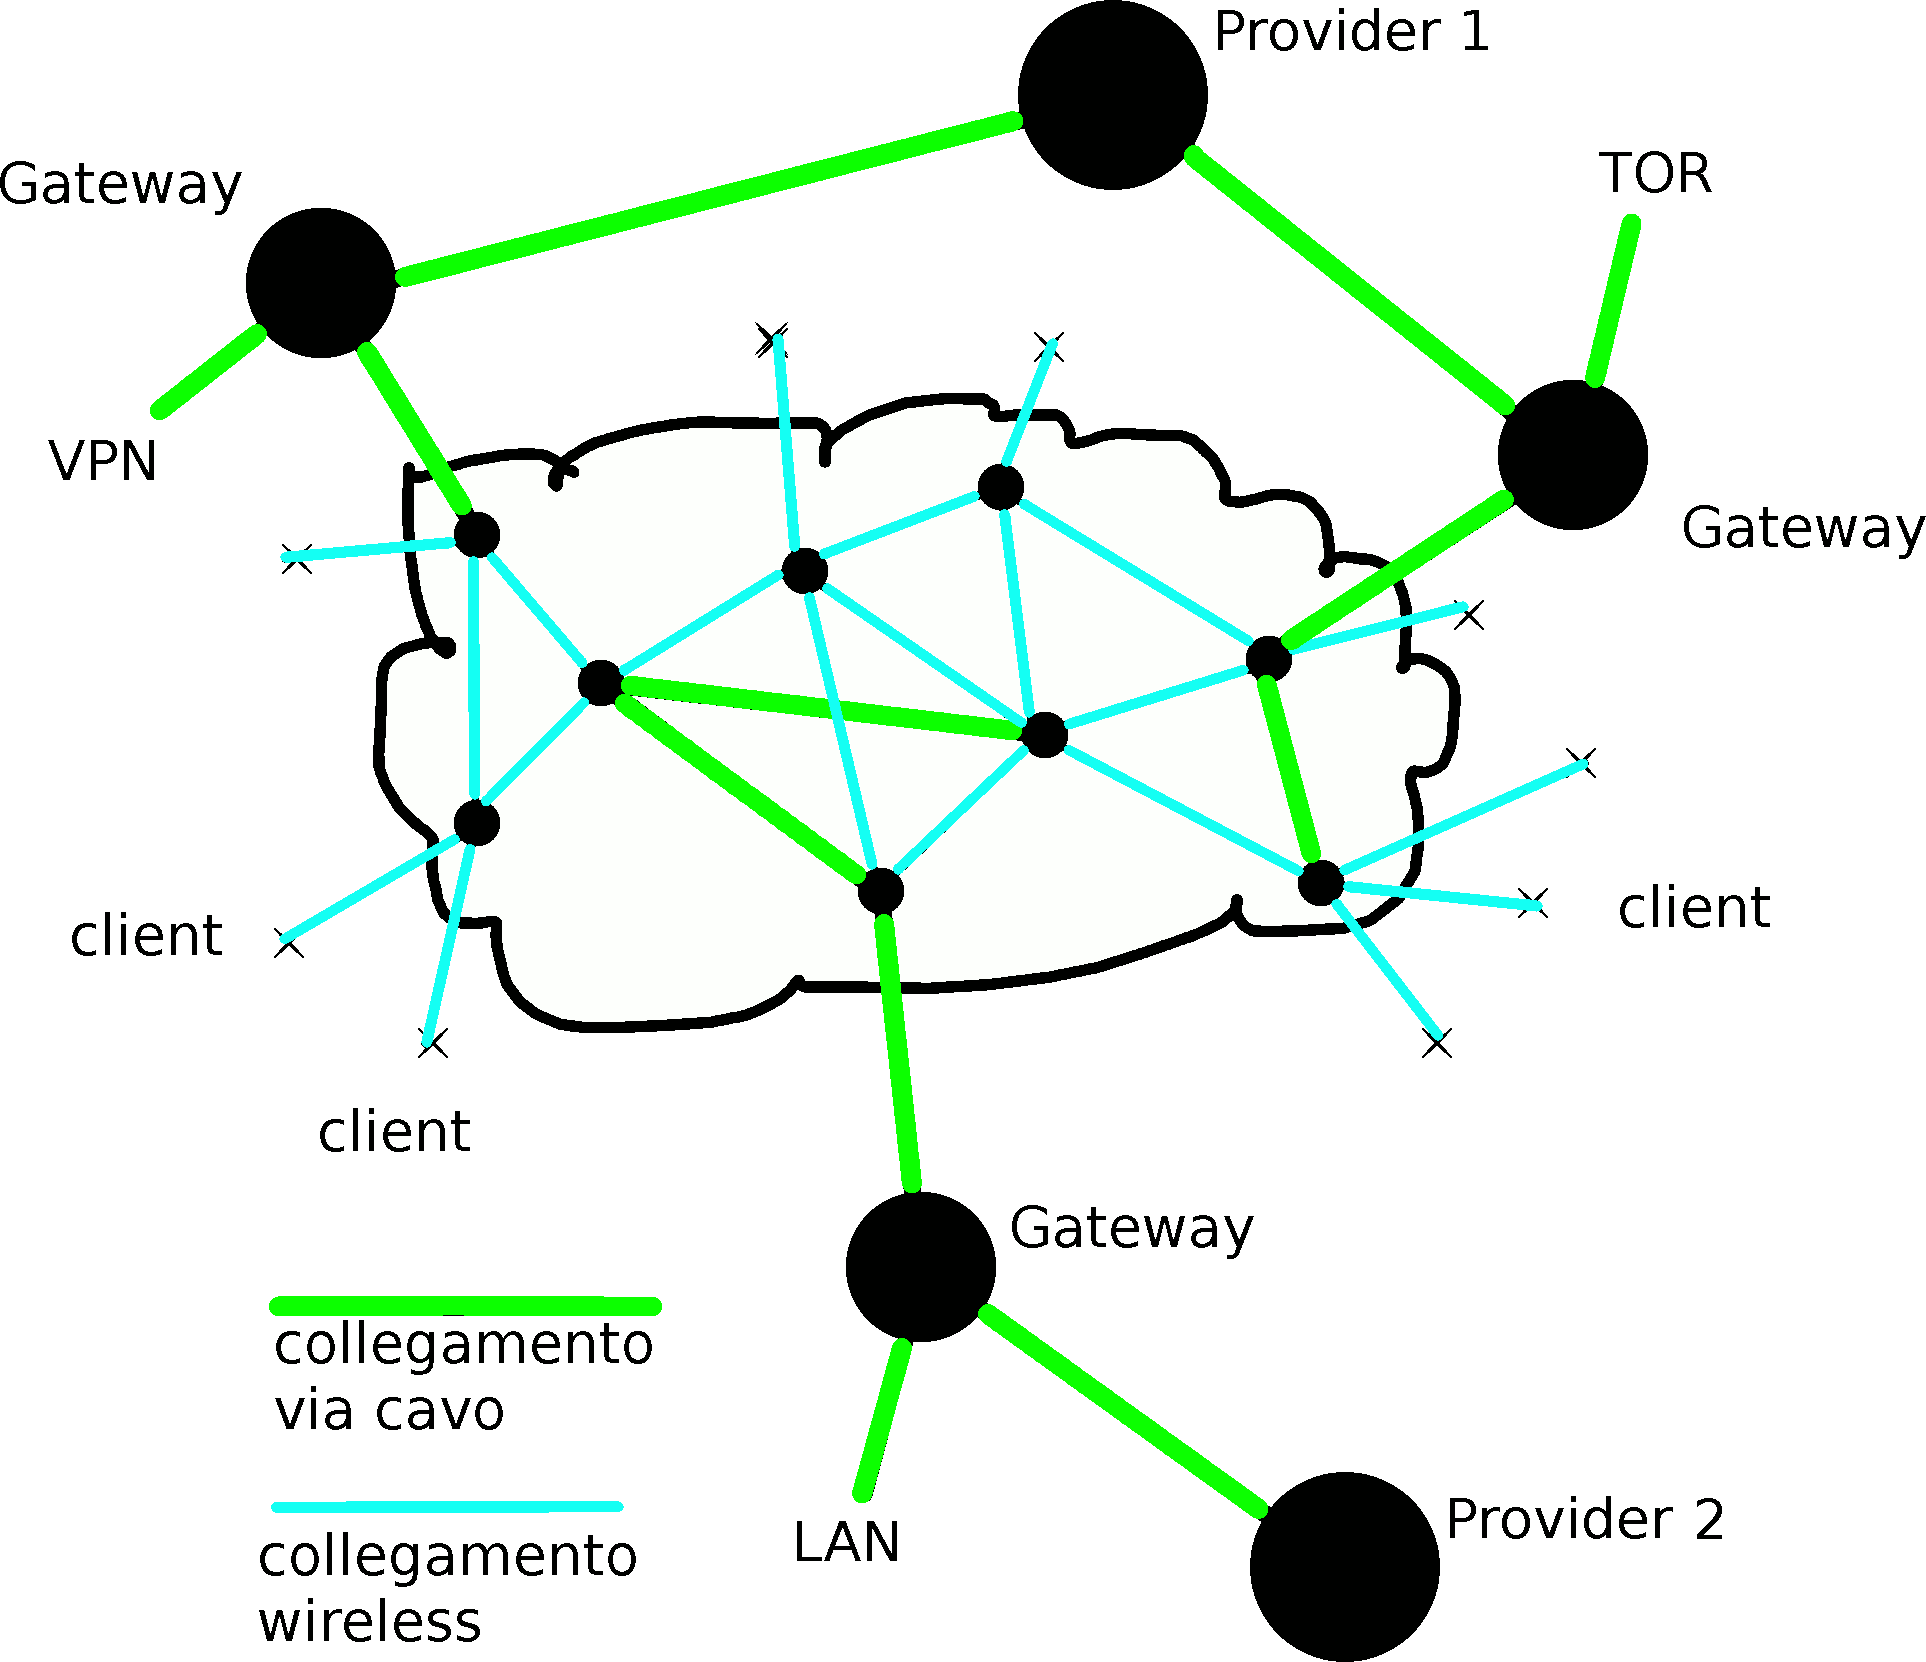 Provider 1
TOR
Gateway
VPN
Gateway
client
client
client
Gateway
collegamento
via cavo
LAN
Provider 2
collegamento
wireless